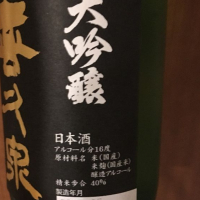 大吟醸
日本酒
アルコール分16度
原材料名 米(国産)
米麹(国産米)
醸造アルコール
精米歩合 40%
製造年月